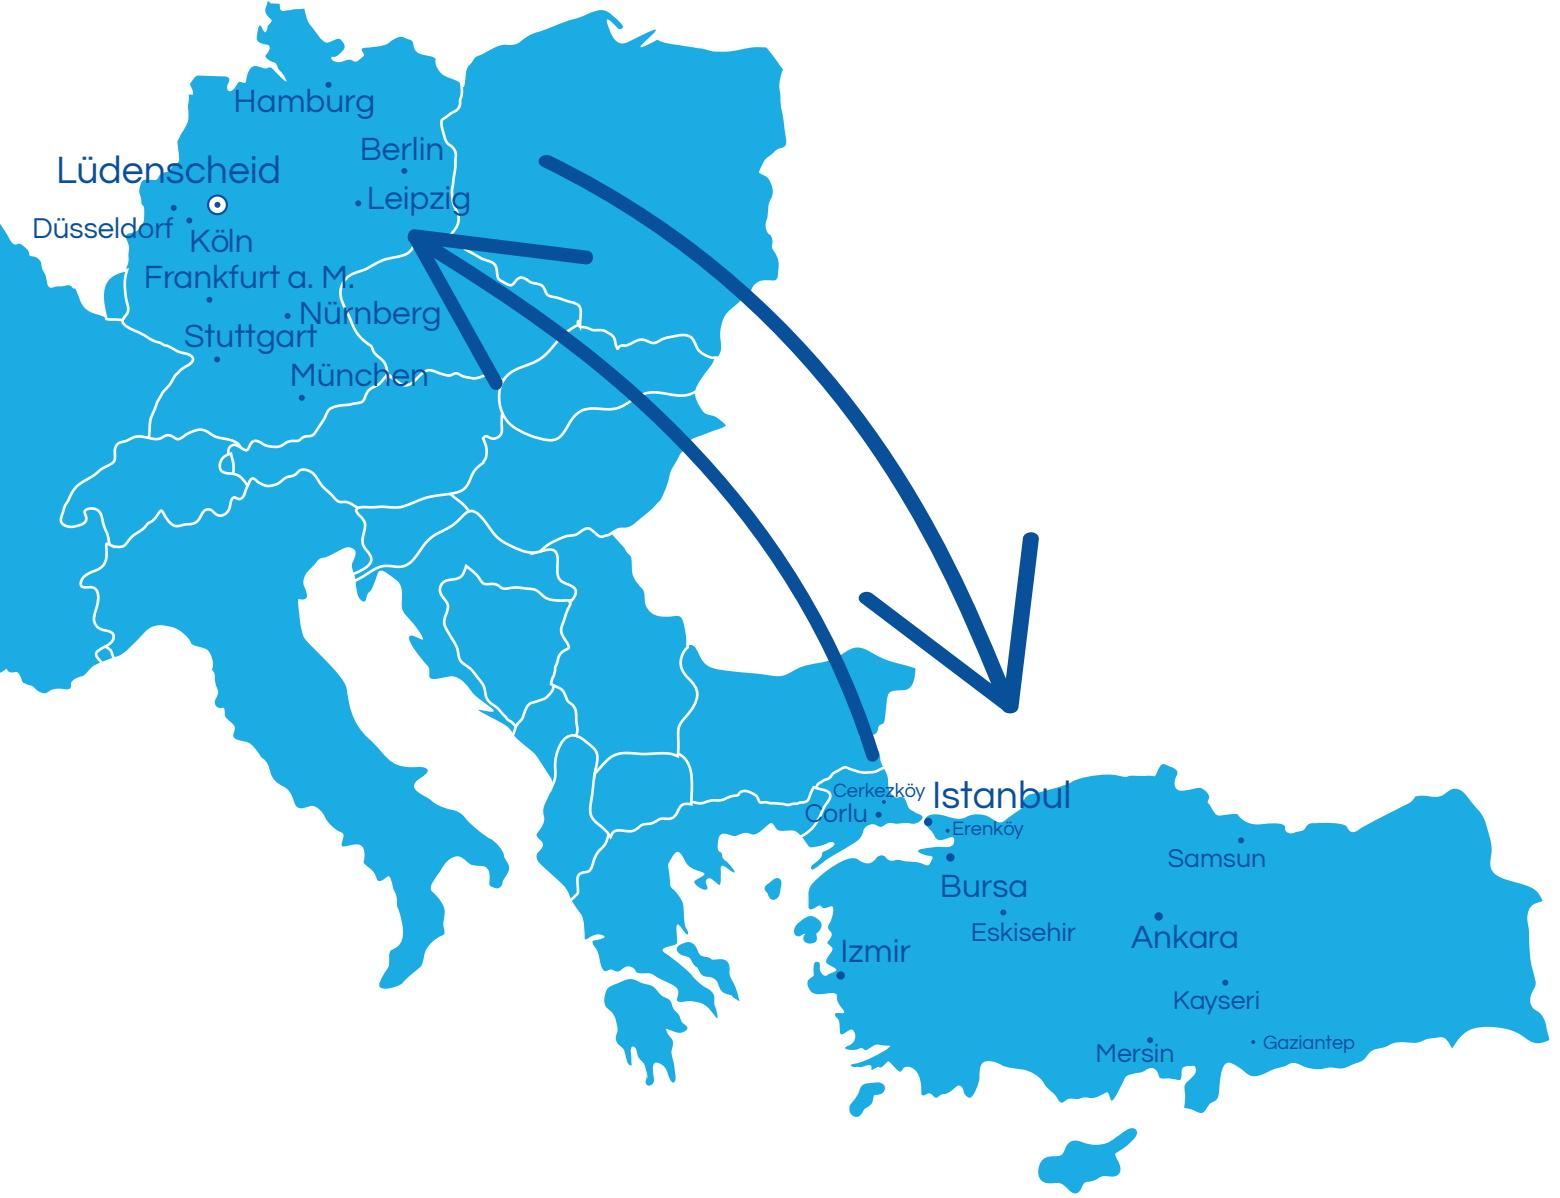 Hamburg
Berlin
Lüdenscheid
Leipzig
Düsseldorf
Köln
Frankfurt a. M.
Nürnberg
Stuttgart
München
Cerkezköy
Istanbul
Corlu
Erenköy
Samsun
Bursa
Eskisehir
Ankara
Izmir
Kayseri
Gaziantep
Mersin